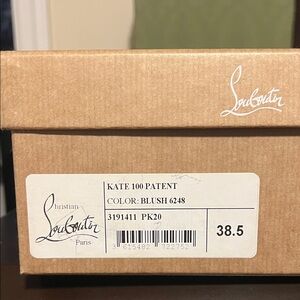 Louboutin
KATE 100 PATENT
COLOR: BLUSH 6248
Christian
Louboutin
Paris
3191411 PK20
38.5